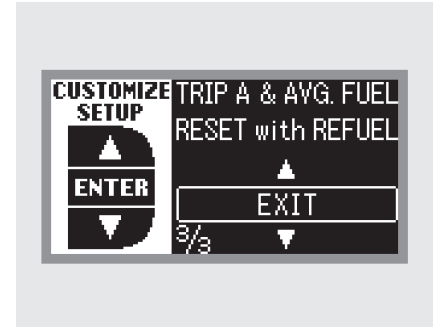 CUSTOMIZE
SETUP
ENTER
TRIP A & AVG. FUEL
RESET with REFUEL
EXIT
3/3